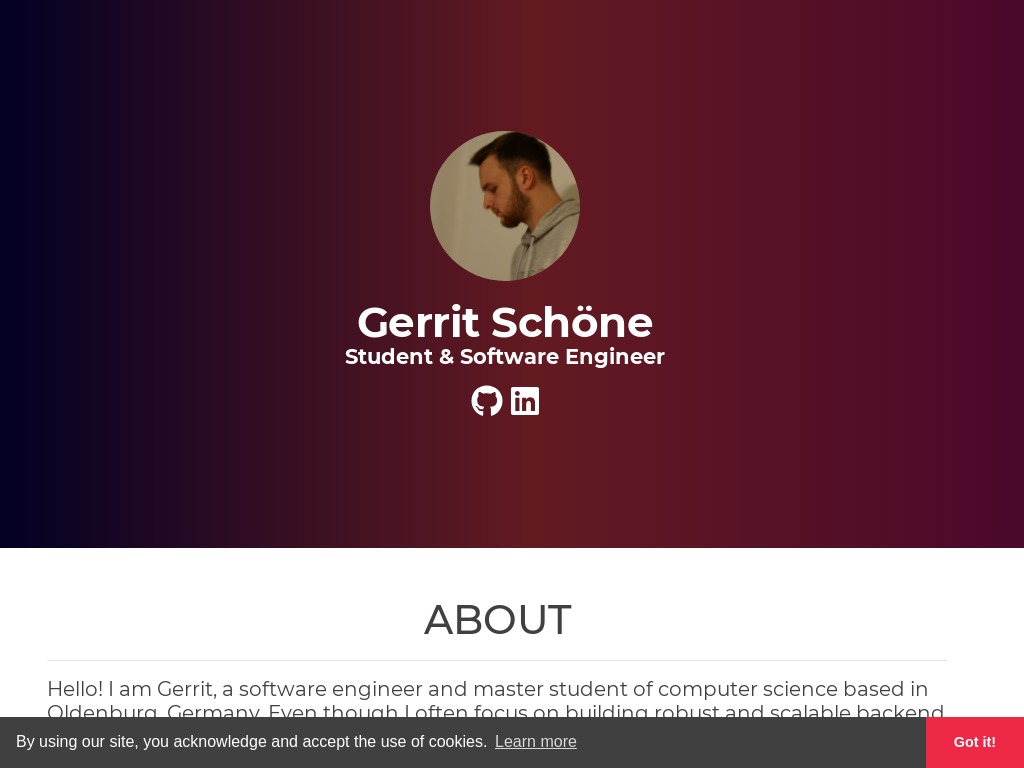 Gerrit Schöne
Student & Software Engineer
ABOUT
Hello! I am Gerrit, a software engineer and master student of computer science based in
Oldenburg, Germany. Even though I often focus on building robust and scalable backend
By using our site, you acknowledge and accept the use of cookies. Learn more
Got it!